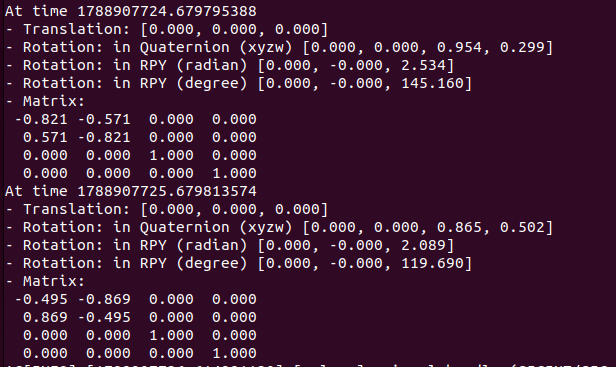 At time 1788907724.679795388
- Translation: [0.000, 0.000, 0.000]
- Rotation: in Quaternion (xyzw) [0.000, 0.000, 0.954, 0.299]
- Rotation: in RPY (radian) [0.000, -0.000, 2.534]
- Rotation: in RPY (degree) [0.000, -0.000, 145.160]
- Matrix:
 -0.821 -0.571  0.000  0.000
  0.571 -0.821  0.000  0.000
  0.000  0.000  1.000  0.000
  0.000  0.000  0.000  1.000
At time 1788907725.679813574
- Translation: [0.000, 0.000, 0.000]
- Rotation: in Quaternion (xyzw) [0.000, 0.000, 0.865, 0.502]
- Rotation: in RPY (radian) [0.000, -0.000, 2.089]
- Rotation: in RPY (degree) [0.000, -0.000, 119.690]
- Matrix:
 -0.495 -0.869  0.000  0.000
  0.869 -0.495  0.000  0.000
  0.000  0.000  1.000  0.000
  0.000  0.000  0.000  1.000